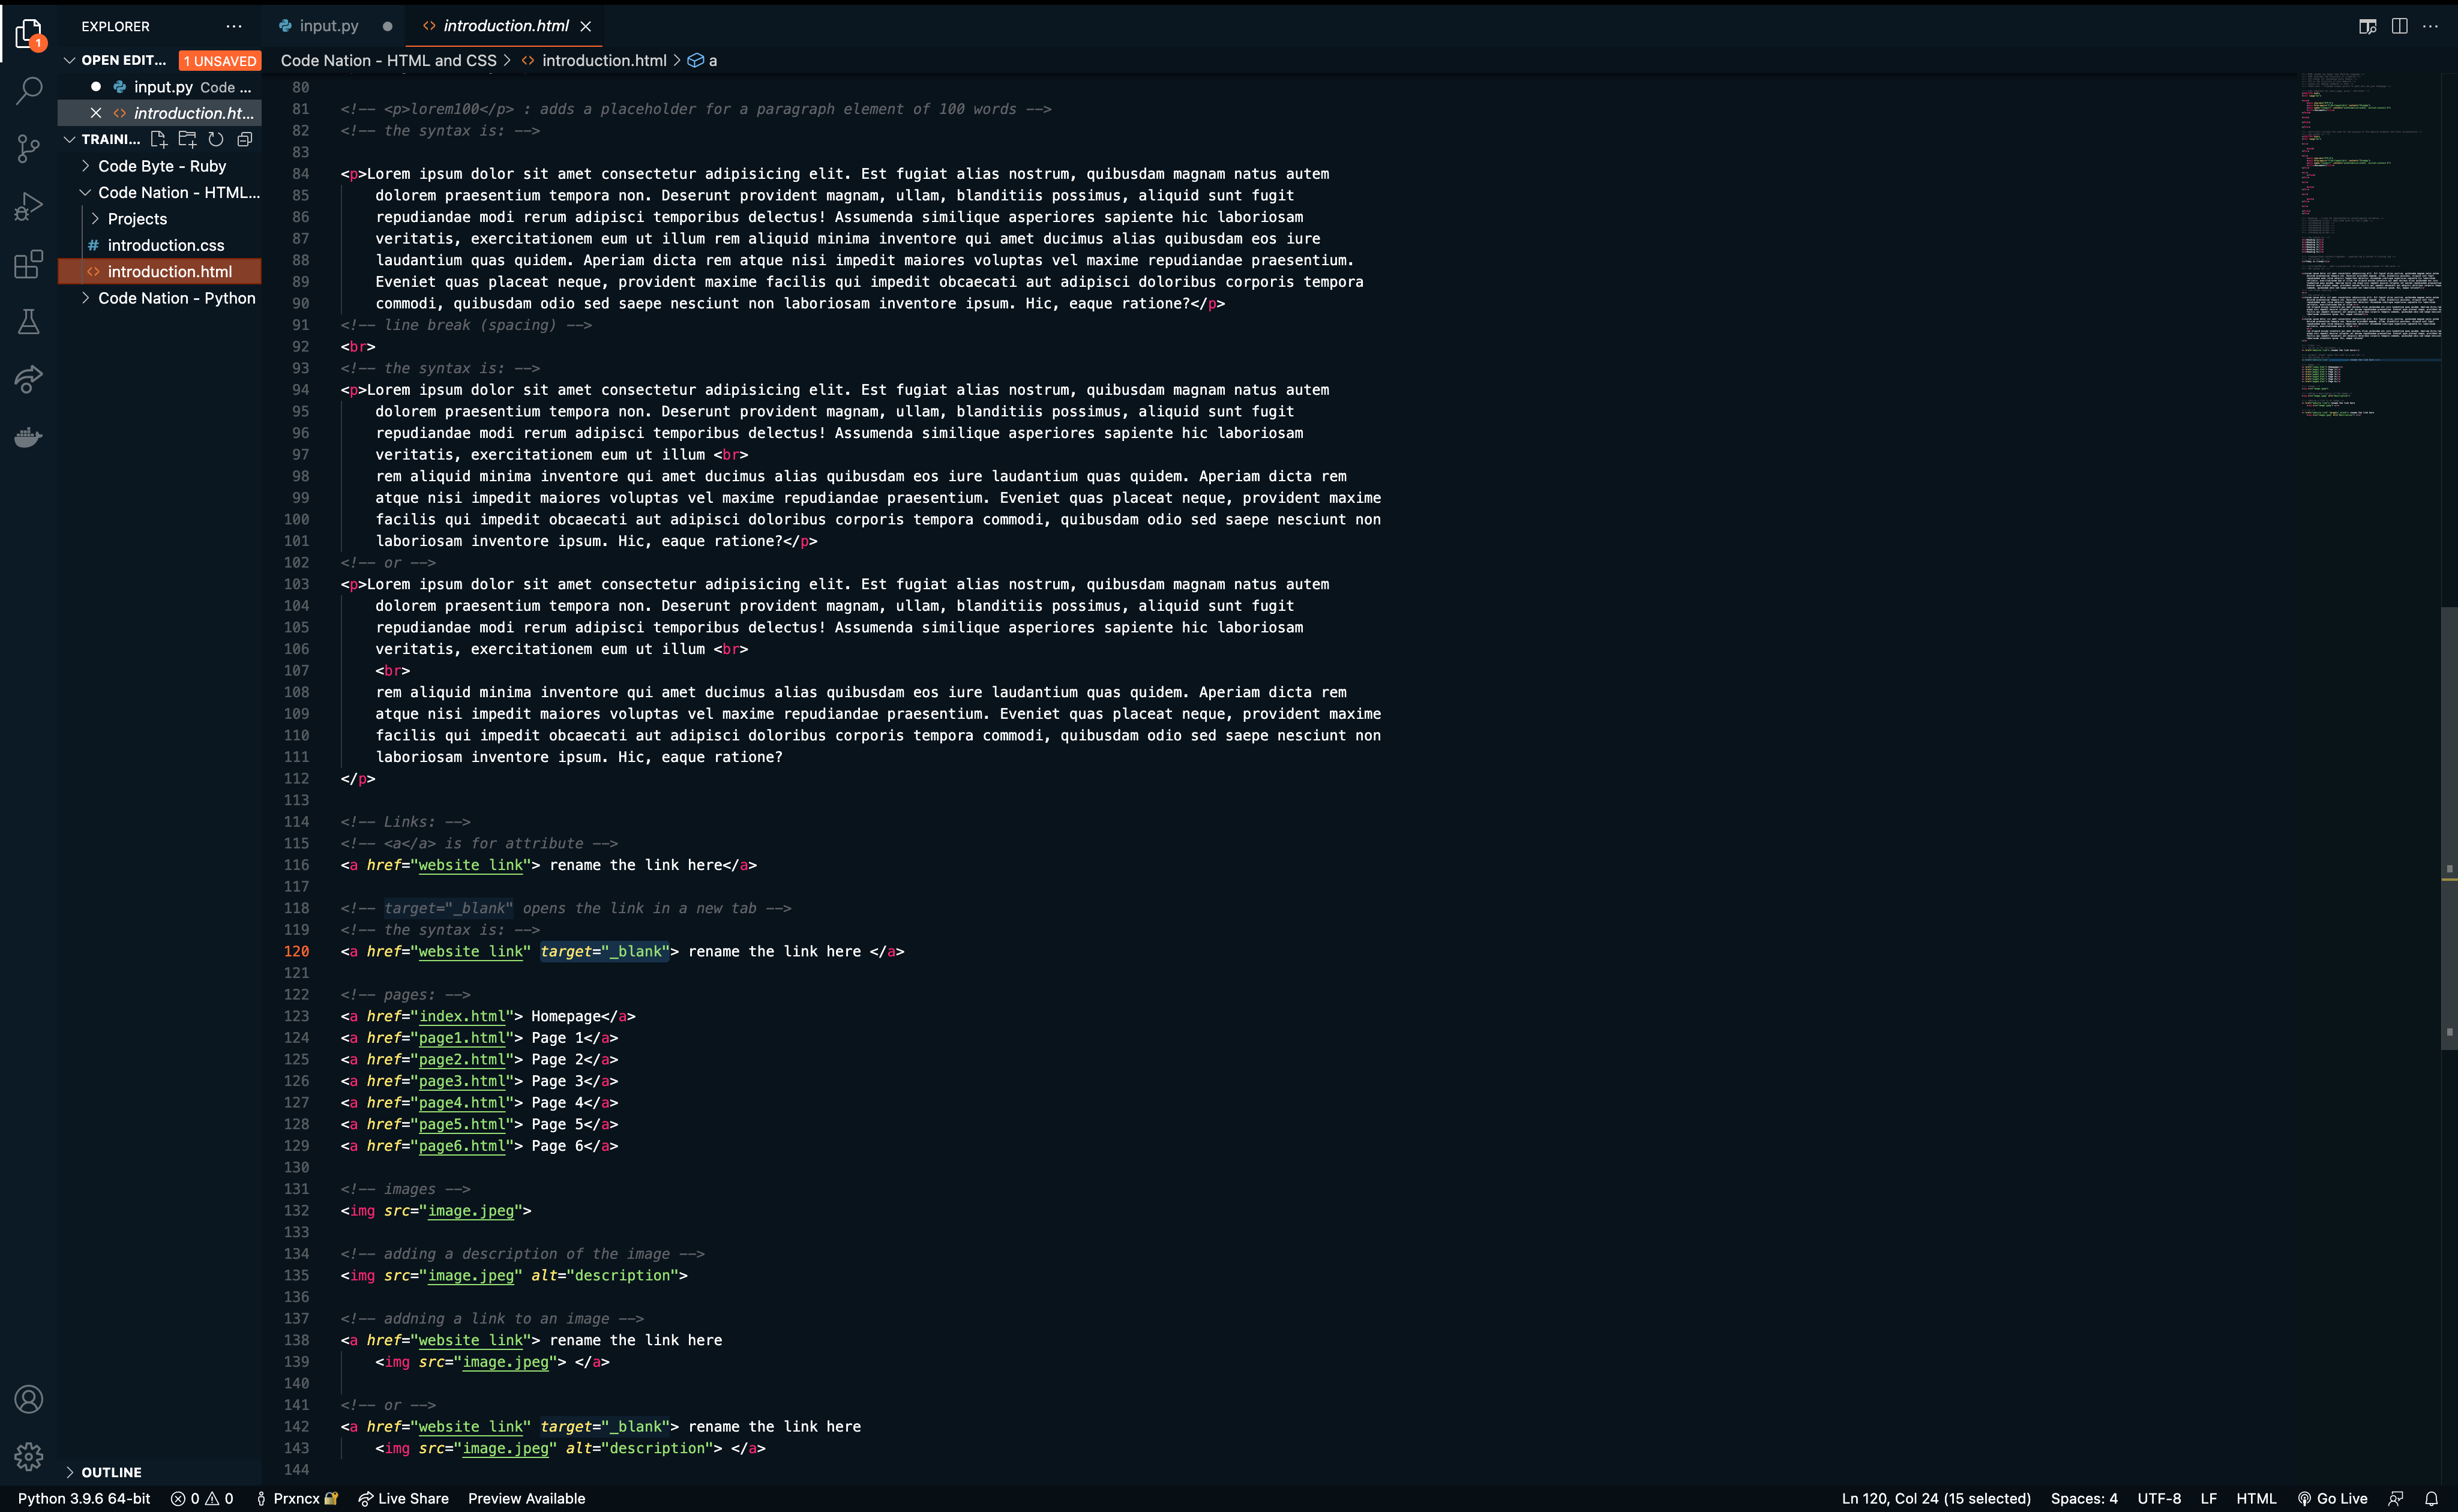 EXPLORER ···
OPEN EDIT... 1 UNSAVED
input.py Code ...
introduction.ht...
TRAINI...
Code Byte - Ruby
Code Nation - HTML...
Projects
# introduction.css
<> introduction.html
Code Nation - Python
OUTLINE
input.py
<> introduction.html
Code Nation - HTML and CSS > <> introduction.html > a
80
81 <!-- <p>lorem100</p> : adds a placeholder for a paragraph element of 100 words -->
82 <!-- the syntax is: -->
83
84 <p>Lorem ipsum dolor sit amet consectetur adipisicing elit. Est fugiat alias nostrum, quibusdam magnam natus autem
85 dolorem praesentium tempora non. Deserunt provident magnam, ullam, blanditiis possimus, aliquid sunt fugit
86 repudiandae modi rerum adipisci temporibus delectus! Assumenda similique asperiores sapiente hic laboriosam
87 veritatis, exercitationem eum ut illum rem aliquid minima inventore qui amet ducimus alias quibusdam eos iure
88 laudantium quas quidem. Aperiam dicta rem atque nisi impedit maiores voluptas vel maxime repudiandae praesentium.
89 Eveniet quas placeat neque, provident maxime facilis qui impedit obcaecati aut adipisci doloribus corporis tempora
90 commodi, quibusdam odio sed saepe nesciunt non laboriosam inventore ipsum. Hic, eaque ratione?</p>
91 <!-- line break (spacing) -->
92 <br>
93 <!-- the syntax is: -->
94 <p>Lorem ipsum dolor sit amet consectetur adipisicing elit. Est fugiat alias nostrum, quibusdam magnam natus autem
95 dolorem praesentium tempora non. Deserunt provident magnam, ullam, blanditiis possimus, aliquid sunt fugit
96 repudiandae modi rerum adipisci temporibus delectus! Assumenda similique asperiores sapiente hic laboriosam
97 veritatis, exercitationem eum ut illum <br>
98 rem aliquid minima inventore qui amet ducimus alias quibusdam eos iure laudantium quas quidem. Aperiam dicta rem
99 atque nisi impedit maiores voluptas vel maxime repudiandae praesentium. Eveniet quas placeat neque, provident maxime
100 facilis qui impedit obcaecati aut adipisci doloribus corporis tempora commodi, quibusdam odio sed saepe nesciunt non
101 laboriosam inventore ipsum. Hic, eaque ratione?</p>
102 <!-- or -->
103 <p>Lorem ipsum dolor sit amet consectetur adipisicing elit. Est fugiat alias nostrum, quibusdam magnam natus autem
104 dolorem praesentium tempora non. Deserunt provident magnam, ullam, blanditiis possimus, aliquid sunt fugit
105 repudiandae modi rerum adipisci temporibus delectus! Assumenda similique asperiores sapiente hic laboriosam
106 veritatis, exercitationem eum ut illum <br>
107 <br>
108 rem aliquid minima inventore qui amet ducimus alias quibusdam eos iure laudantium quas quidem. Aperiam dicta rem
109 atque nisi impedit maiores voluptas vel maxime repudiandae praesentium. Eveniet quas placeat neque, provident maxime
110 facilis qui impedit obcaecati aut adipisci doloribus corporis tempora commodi, quibusdam odio sed saepe nesciunt non
111 laboriosam inventore ipsum. Hic, eaque ratione?
112 </p>
113
114 <!-- Links: -->
115 <!-- <a</a> is for attribute -->
116 <a href="website link"> rename the link here</a>
117
118 <!-- target="_blank" opens the link in a new tab -->
119 <!-- the syntax is: -->
120 <a href="website link" target="_blank"> rename the link here </a>
121
122 <!-- pages: -->
123 <a href="index.html"> Homepage</a>
124 <a href="page1.html"> Page 1</a>
125 <a href="page2.html"> Page 2</a>
126 <a href="page3.html"> Page 3</a>
127 <a href="page4.html"> Page 4</a>
128 <a href="page5.html"> Page 5</a>
129 <a href="page6.html"> Page 6</a>
130
131 <!-- images -->
132 <img src="image.jpeg">
133
134 <!-- adding a description of the image -->
135 <img src="image.jpeg" alt="description">
136
137 <!-- addning a link to an image -->
138 <a href="website link"> rename the link here
139 <img src="image.jpeg"> </a>
140
141 <!-- or -->
142 <a href="website link" target="_blank"> rename the link here
143 <img src="image.jpeg" alt="description"> </a>
144
Python 3.9.6 64-bit 0 0 Prxncx Live Share Preview Available Ln 120, Col 24 (15 selected) Spaces: 4 UTF-8 LF HTML Go Live